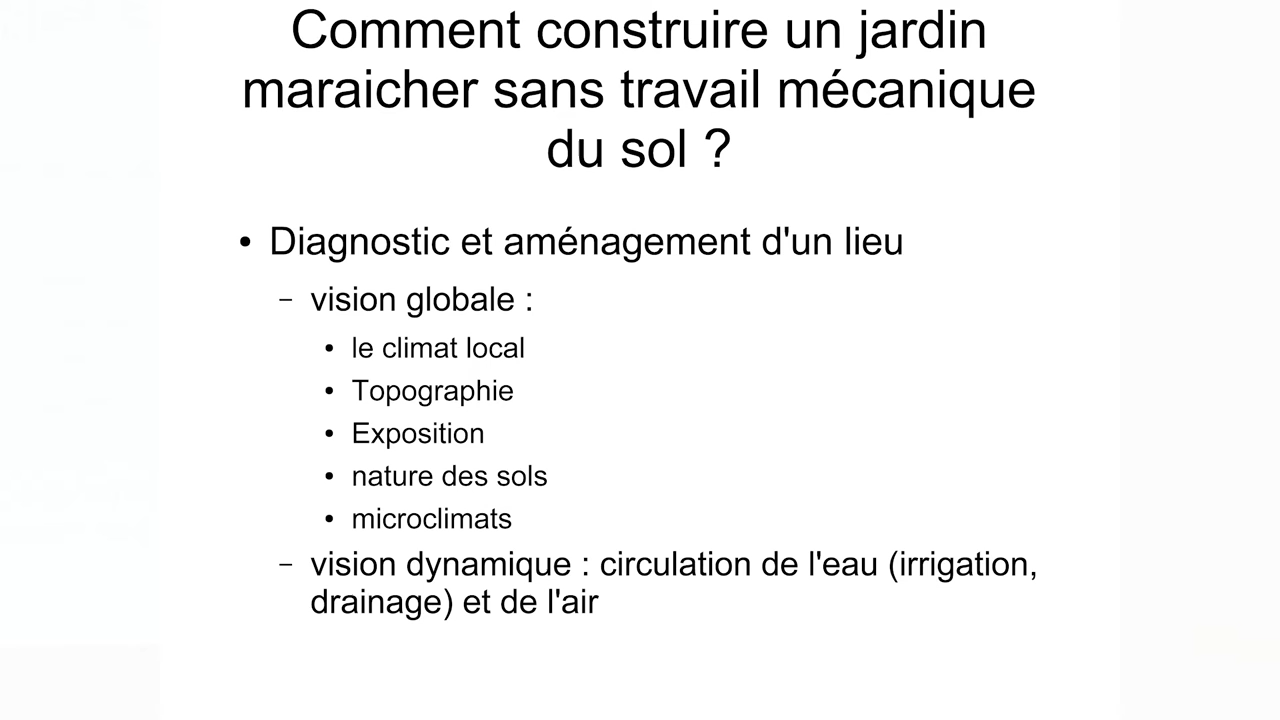 Comment construire un jardin
maraicher sans travail mécanique
du sol ?
• Diagnostic et aménagement d'un lieu
– vision globale :
• le climat local
• Topographie
• Exposition
• nature des sols
• microclimats
– vision dynamique : circulation de l'eau (irrigation,
drainage) et de l'air